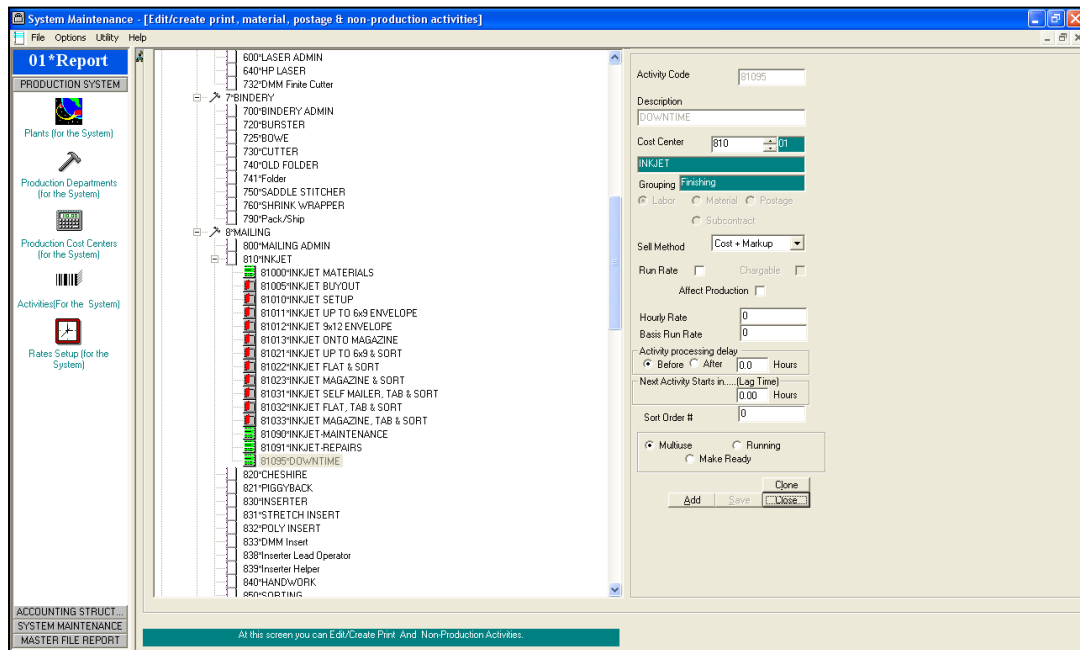 System Maintenance - [Edit/create print, material, postage & non-production activities]
File Options Utility Help
01*Report
PRODUCTION SYSTEM
Plants (for the System)
Production Departments
(for the System)
Production Cost Centers
(for the System)
Activities(For the System)
Rates Setup (for the
System)
ACCOUNTING STRUCT...
SYSTEM MAINTENANCE
MASTER FILE REPORT
600*LASER ADMIN
640*HP LASER
732*DMM Finite Cutter
7*BINDERY
700*BINDERY ADMIN
720*BURSTER
725*BOWE
730*CUTTER
740*OLD FOLDER
741*Folder
750*SADDLE STITCHER
760*SHRINK WRAPPER
790*Pack/Ship
8*MAILING
800*MAILING ADMIN
810*INKJET
81000*INKJET MATERIALS
81005*INKJET BUYOUT
81010*INKJET SETUP
81011*INKJET UP TO 6x9 ENVELOPE
81012*INKJET 9x12 ENVELOPE
81013*INKJET ONTO MAGAZINE
81021*INKJET UP TO 6x9 & SORT
81022*INKJET FLAT & SORT
81023*INKJET MAGAZINE & SORT
81031*INKJET SELF MAILER, TAB & SORT
81032*INKJET FLAT, TAB & SORT
81033*INKJET MAGAZINE, TAB & SORT
81090*INKJET-MAINTENANCE
81091*INKJET-REPAIRS
81095*DOWNTIME
820*CHESHIRE
821*PIGGYBACK
830*INSERTER
831*STRETCH INSERT
832*POLY INSERT
833*DMM Insert
838*Inserter Lead Operator
839*Inserter Helper
840*HANDWORK
850*SORTING
Activity Code 81095
Description
DOWNTIME
Cost Center 810 01
INKJET
Grouping Finishing
Labor Material Postage
Subcontract
Sell Method Cost + Markup
Run Rate Chargable
Affect Production
Hourly Rate 0
Basis Run Rate 0
Activity processing delay
Before After 0.0 Hours
Next Activity Starts in.....(Lag Time)
0.00 Hours
Sort Order # 0
Multiuse Running
Make Ready
Clone
Add Save Close
At this screen you can Edit/Create Print And Non-Production Activities.